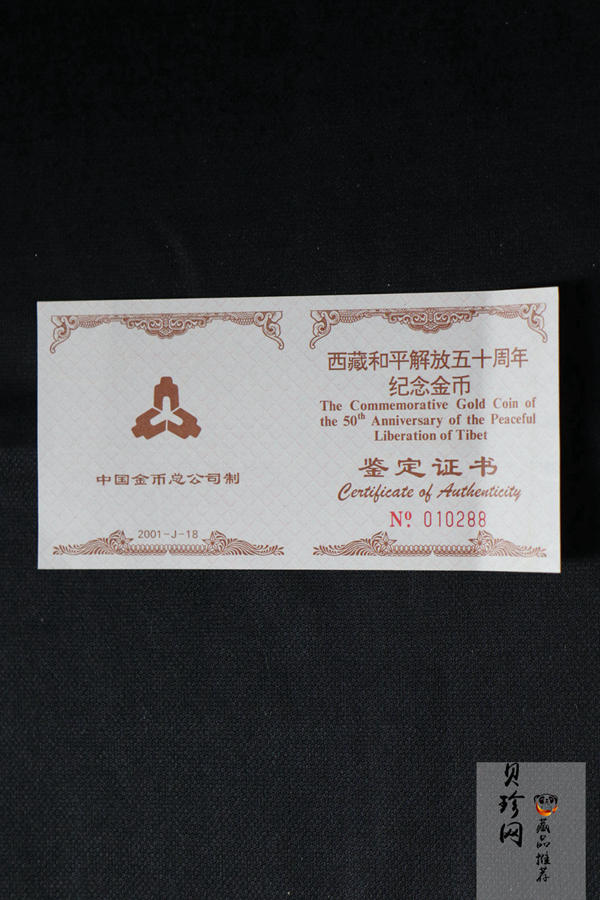 中国金币总公司制
2001-J-18
西藏和平解放五十周年
纪念金币
The Commemorative Gold Coin of
the 50th Anniversary of the Peaceful
Liberation of Tibet
鉴定证书
Certificate of Authenticity
Nº. 010288
贝珍网
藏品推荐